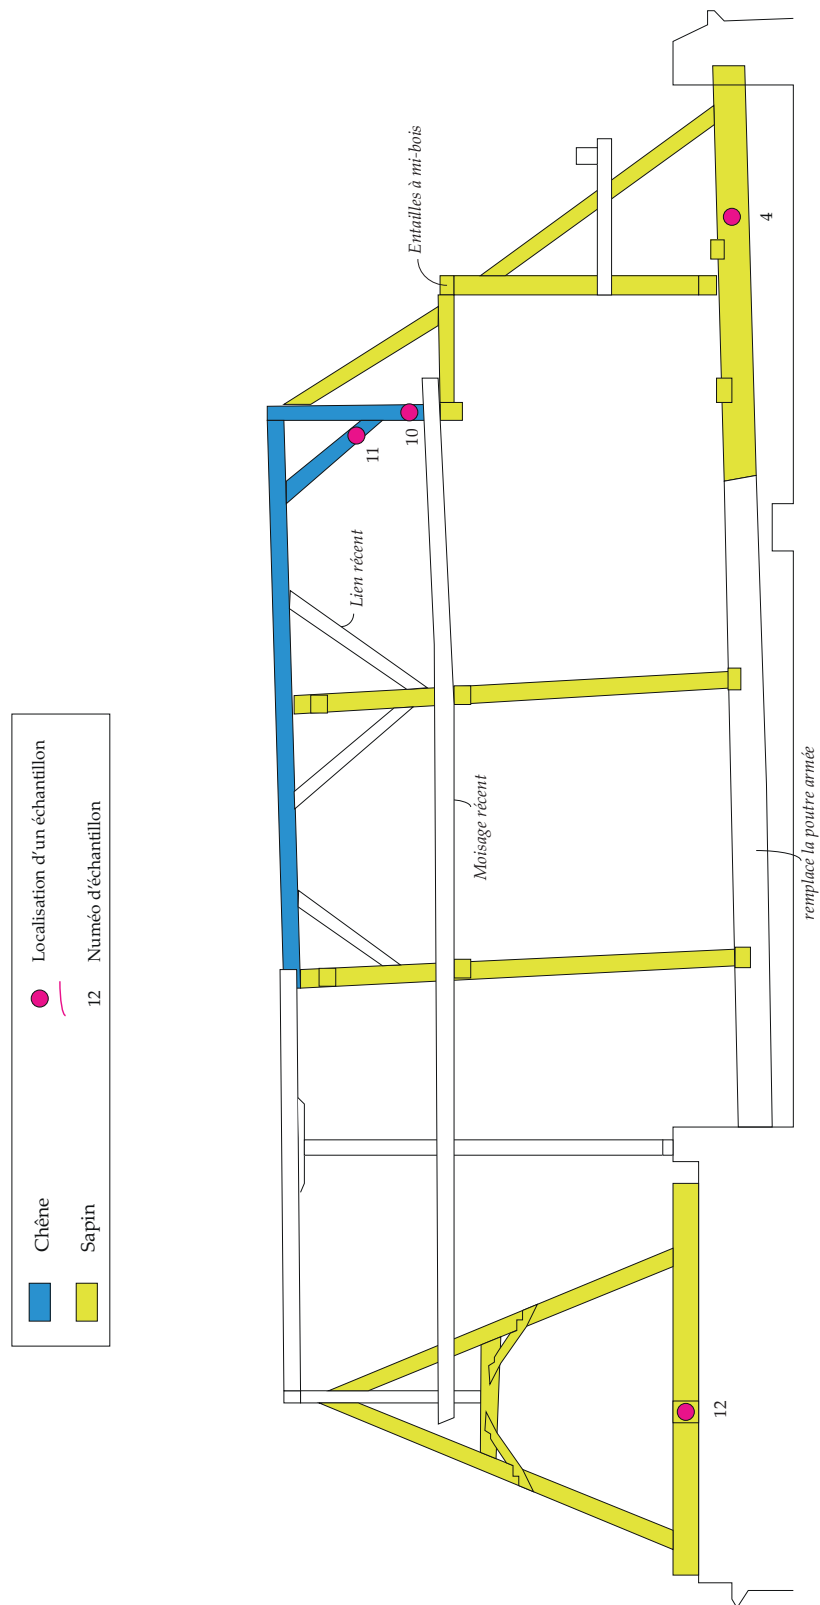 Chêne
Sapin
Localisation d'un échantillon
12 Numéo d'échantillon
Entailles à mi-bois
4
10
11
Lien récent
Moisage récent
remplace la poutre armée
12